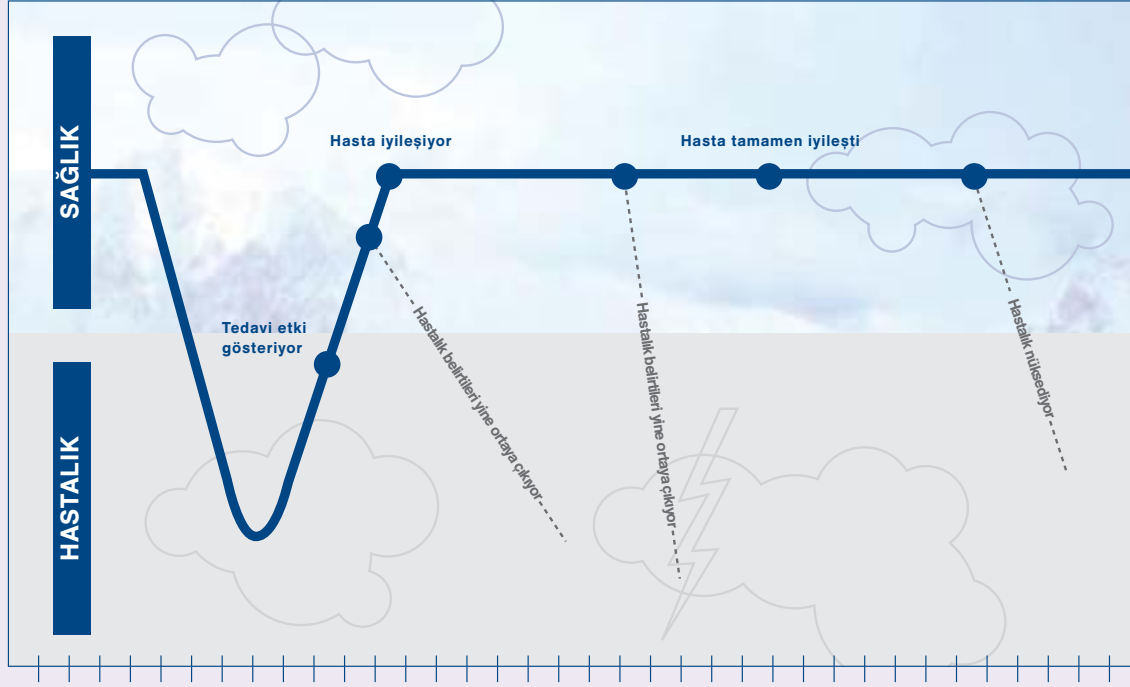 SAĞLIK
Hasta iyileşiyor
Hasta tamamen iyileşti
Tedavi etki
gösteriyor
Hastalık belirtileri yine ortaya çıkıyor
Hastalık belirtileri yine ortaya çıkıyor
Hastalık nüksediyor
HASTALIK